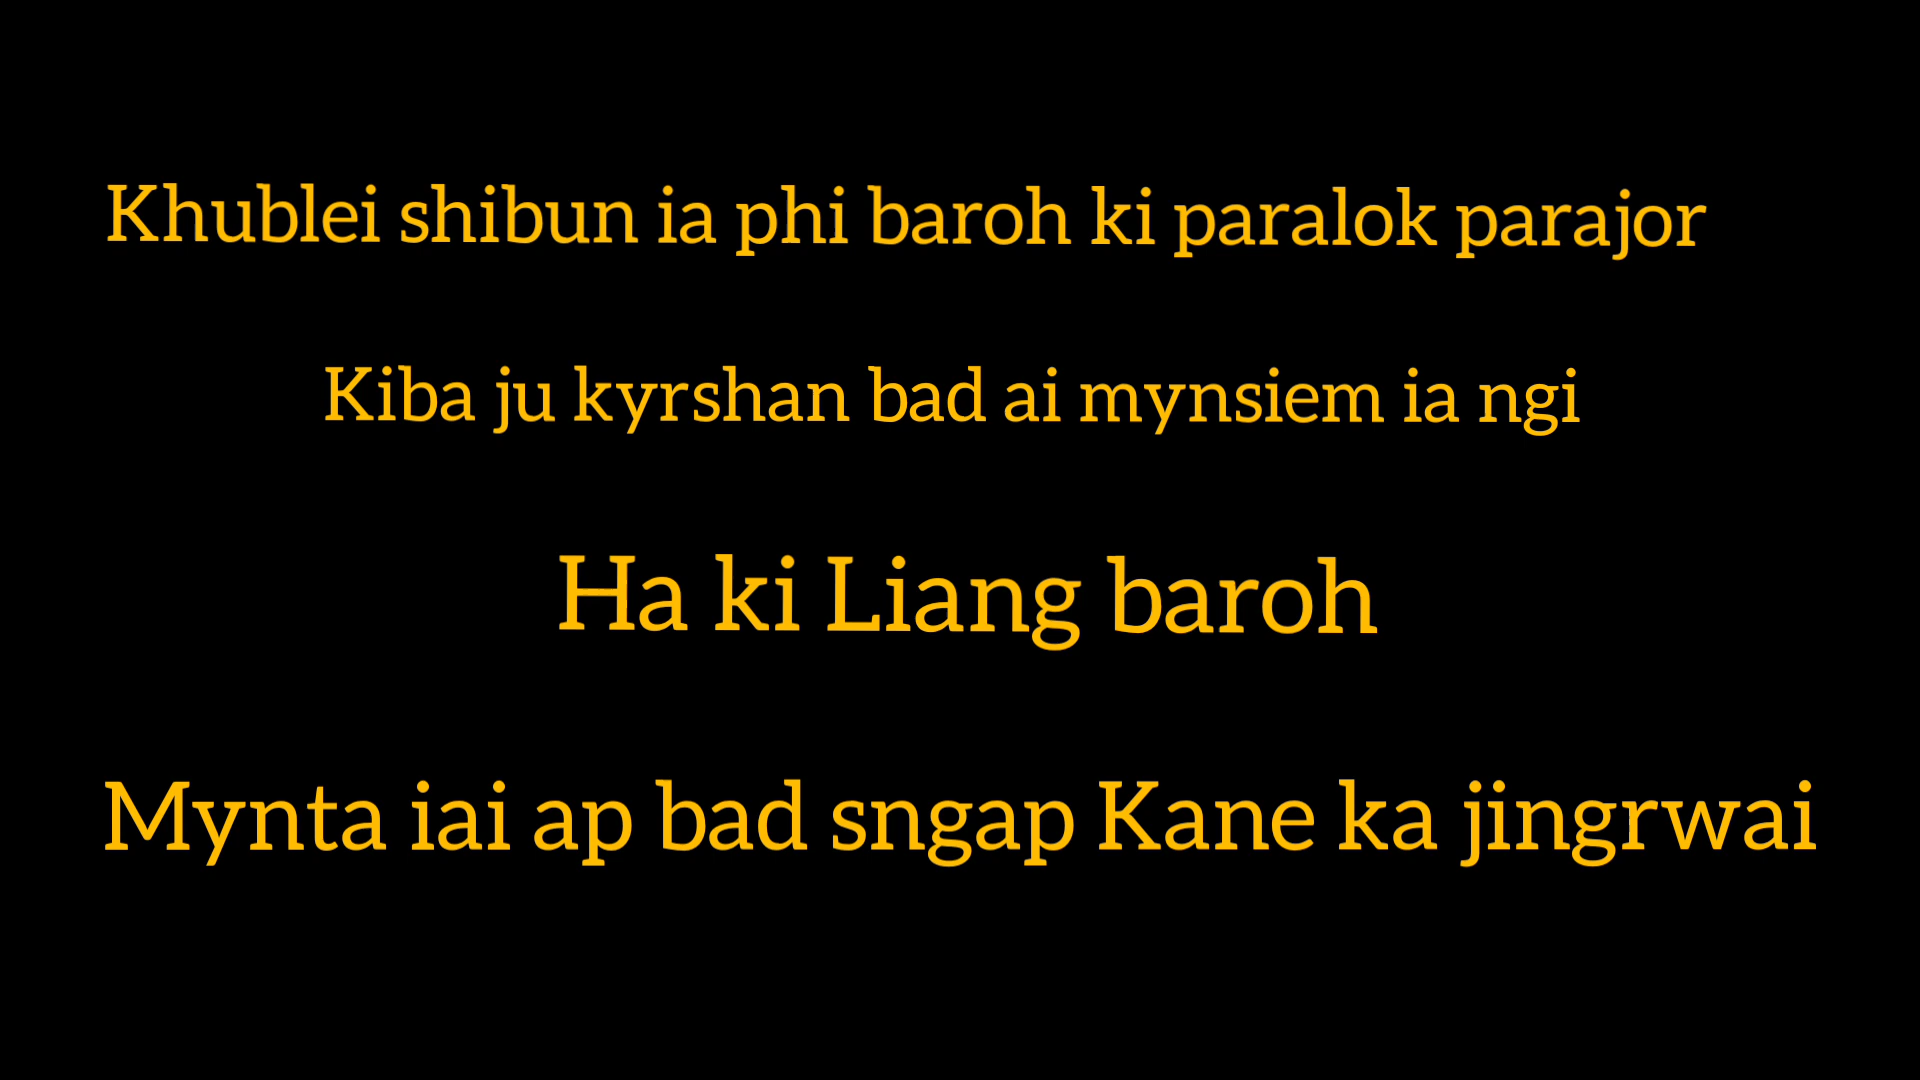 Khublei shibun ia phi baroh ki paralok parajor
Kiba ju kyrshan bad ai mynsiem ia ngi
Ha ki Liang baroh
Mynta iai ap bad sngap Kane ka jingrwai